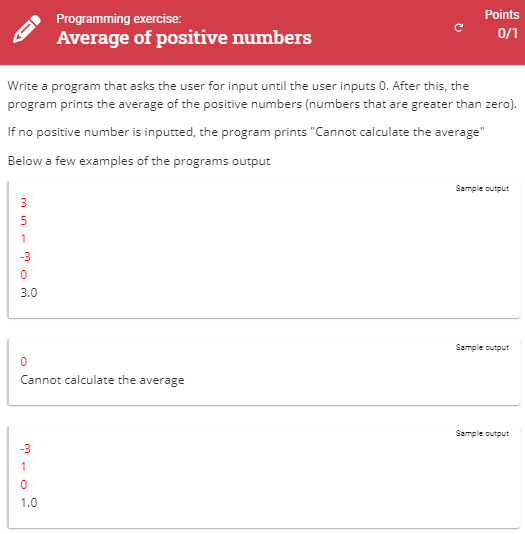 Programming exercise:
Points
Average of positive numbers
0/1
Write a program that asks the user for input until the user inputs 0. After this, the
program prints the average of the positive numbers (numbers that are greater than zero).
If no positive number is inputted, the program prints "Cannot calculate the average"
Below a few examples of the programs output
Sample output
3
5
1
-3
0
3.0
Sample output
0
Cannot calculate the average
Sample output
-3
1
0
1.0